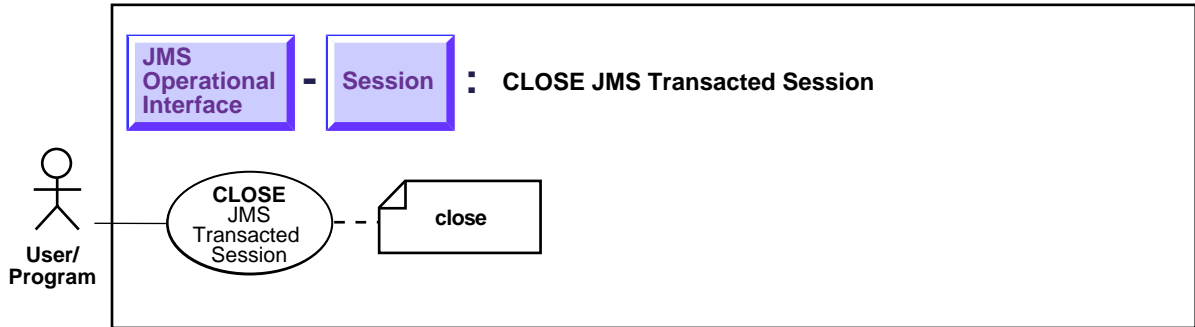 JMS
Operational
Interface
-
Session
:
CLOSE JMS Transacted Session
CLOSE
JMS
Transacted
Session
close
User/
Program